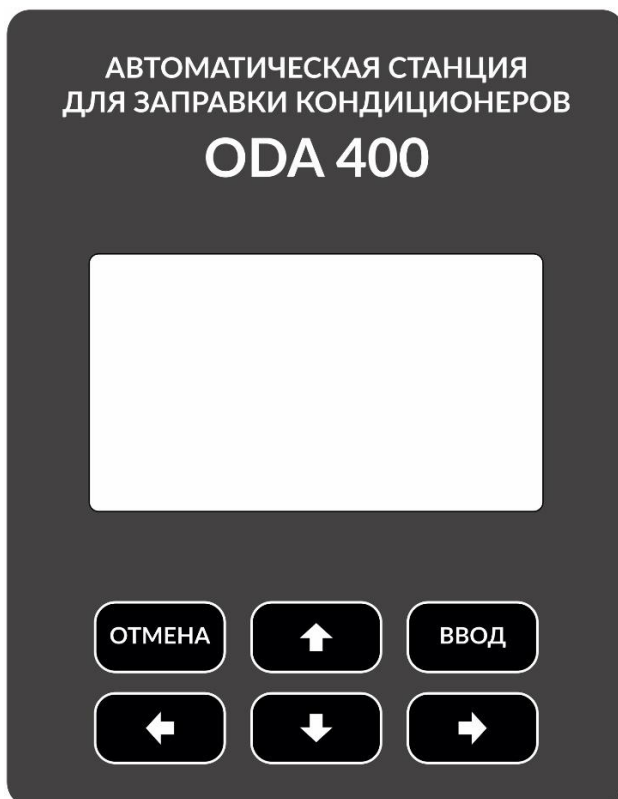 АВТОМАТИЧЕСКАЯ СТАНЦИЯ
ДЛЯ ЗАПРАВКИ КОНДИЦИОНЕРОВ
ODA 400
ОТМЕНА
ВВОД